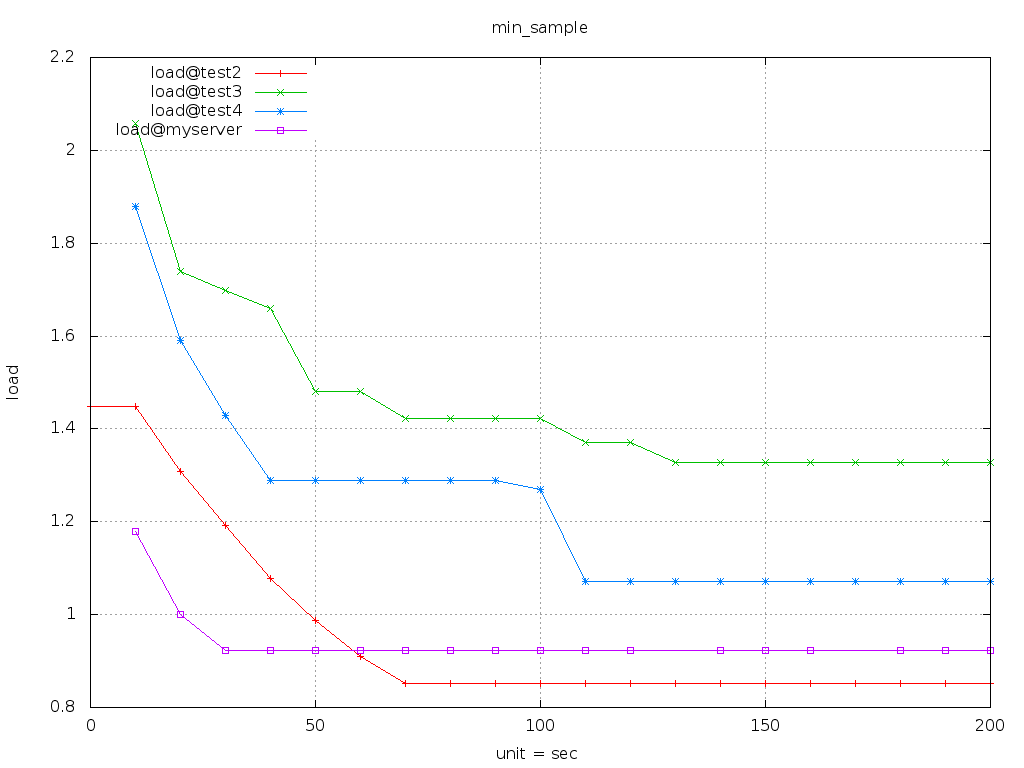 min_sample
load@test2
load@test3
load@test4
load@myserver
2.2
2
1.8
1.6
1.4
1.2
1
0.8
load
0 50 100 150 200
unit = sec